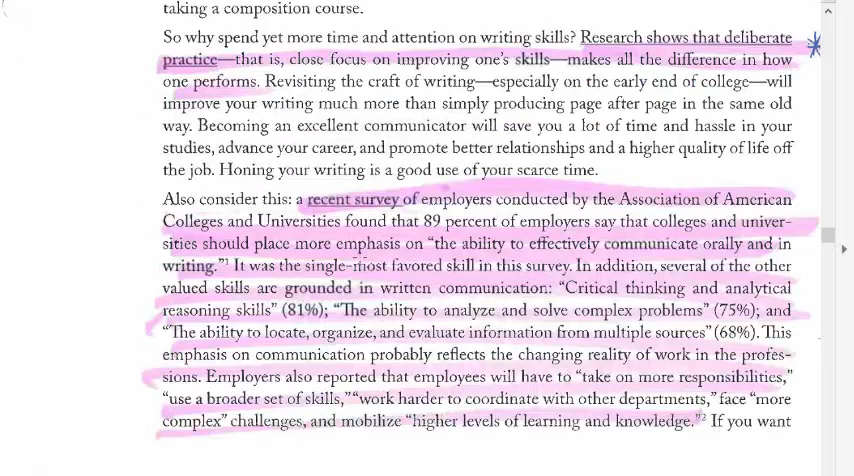 taking a composition course.
So why spend yet more time and attention on writing skills? Research shows that deliberate
practice—that is, close focus on improving one's skills—makes all the difference in how
one performs. Revisiting the craft of writing—especially on the early end of college—will
improve your writing much more than simply producing page after page in the same old
way. Becoming an excellent communicator will save you a lot of time and hassle in your
studies, advance your career, and promote better relationships and a higher quality of life off
the job. Honing your writing is a good use of your scarce time.
Also consider this: a recent survey of employers conducted by the Association of American
Colleges and Universities found that 89 percent of employers say that colleges and univer-
sities should place more emphasis on “the ability to effectively communicate orally and in
writing.”1 It was the single-most favored skill in this survey. In addition, several of the other
valued skills are grounded in written communication: “Critical thinking and analytical
reasoning skills” (81%); “The ability to analyze and solve complex problems” (75%); and
“The ability to locate, organize, and evaluate information from multiple sources” (68%). This
emphasis on communication probably reflects the changing reality of work in the profes-
sions. Employers also reported that employees will have to “take on more responsibilities,”
“use a broader set of skills,” “work harder to coordinate with other departments,” face “more
complex” challenges, and mobilize “higher levels of learning and knowledge.”2 If you want